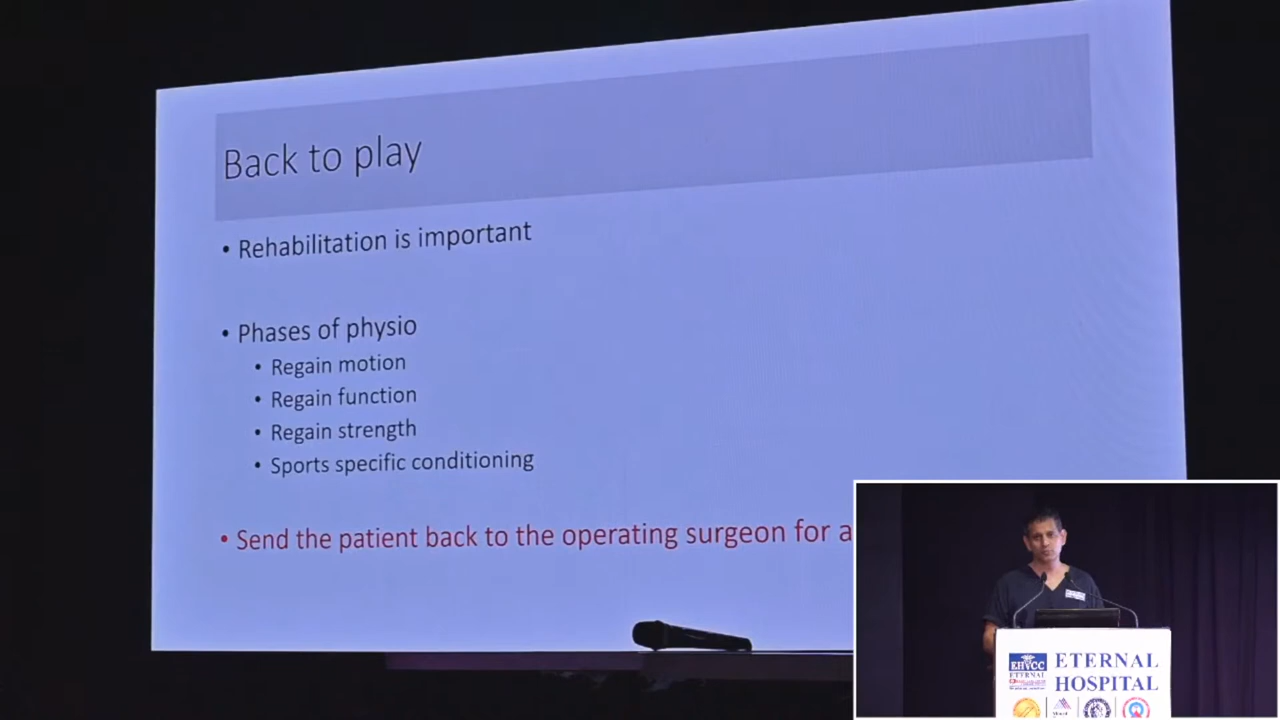 Back to play
• Rehabilitation is important
• Phases of physio
• Regain motion
• Regain function
• Regain strength
• Sports specific conditioning
• Send the patient back to the operating surgeon for a
EHVCC
ETERNAL
ETERNAL
HOSPITAL